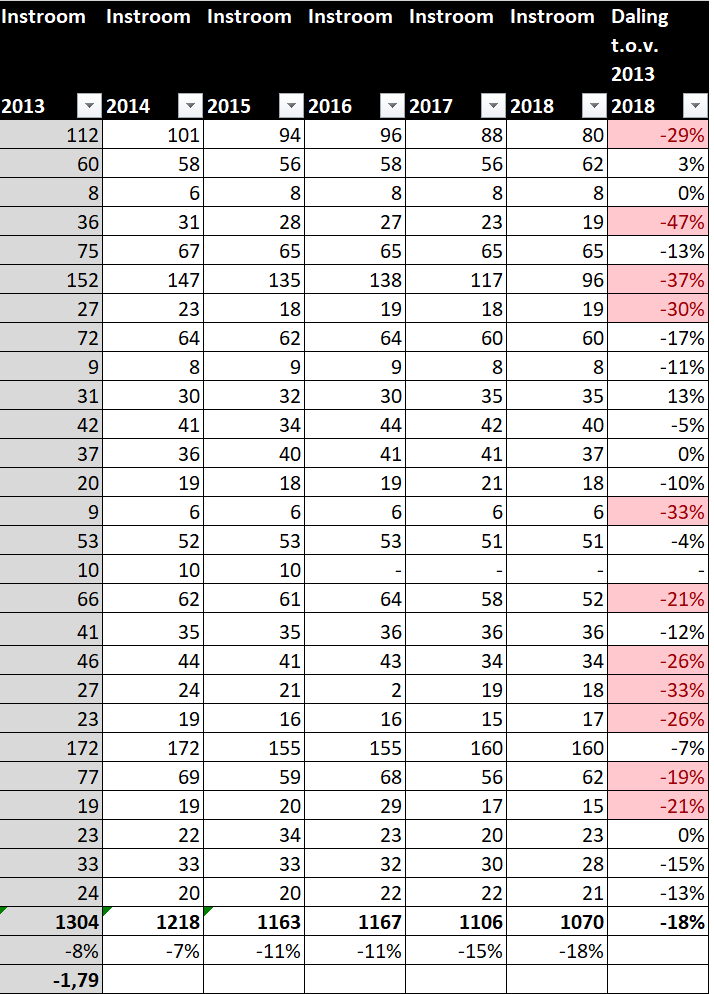 Instroom Instroom Instroom Instroom Instroom Instroom Daling
t.o.v.
2013
2013 2014 2015 2016 2017 2018 2018
112 101 94 96 88 80 -29%
60 58 56 58 56 62 3%
8 6 8 8 8 8 0%
36 31 28 27 23 19 -47%
75 67 65 65 65 65 -13%
152 147 135 138 117 96 -37%
27 23 18 19 18 19 -30%
72 64 62 64 60 60 -17%
9 8 9 9 8 8 -11%
31 30 32 30 35 35 13%
42 41 34 44 42 40 -5%
37 36 40 41 41 37 0%
20 19 18 19 21 18 -10%
9 6 6 6 6 6 -33%
53 52 53 53 51 51 -4%
10 10 10 - - - -
66 62 61 64 58 52 -21%
41 35 35 36 36 36 -12%
46 44 41 43 34 34 -26%
27 24 21 2 19 18 -33%
23 19 16 16 15 17 -26%
172 172 155 155 160 160 -7%
77 69 59 68 56 62 -19%
19 19 20 29 17 15 -21%
23 22 34 23 20 23 0%
33 33 33 32 30 28 -15%
24 20 20 22 22 21 -13%
1304 1218 1163 1167 1106 1070 -18%
-8% -7% -11% -11% -15% -18%
-1,79